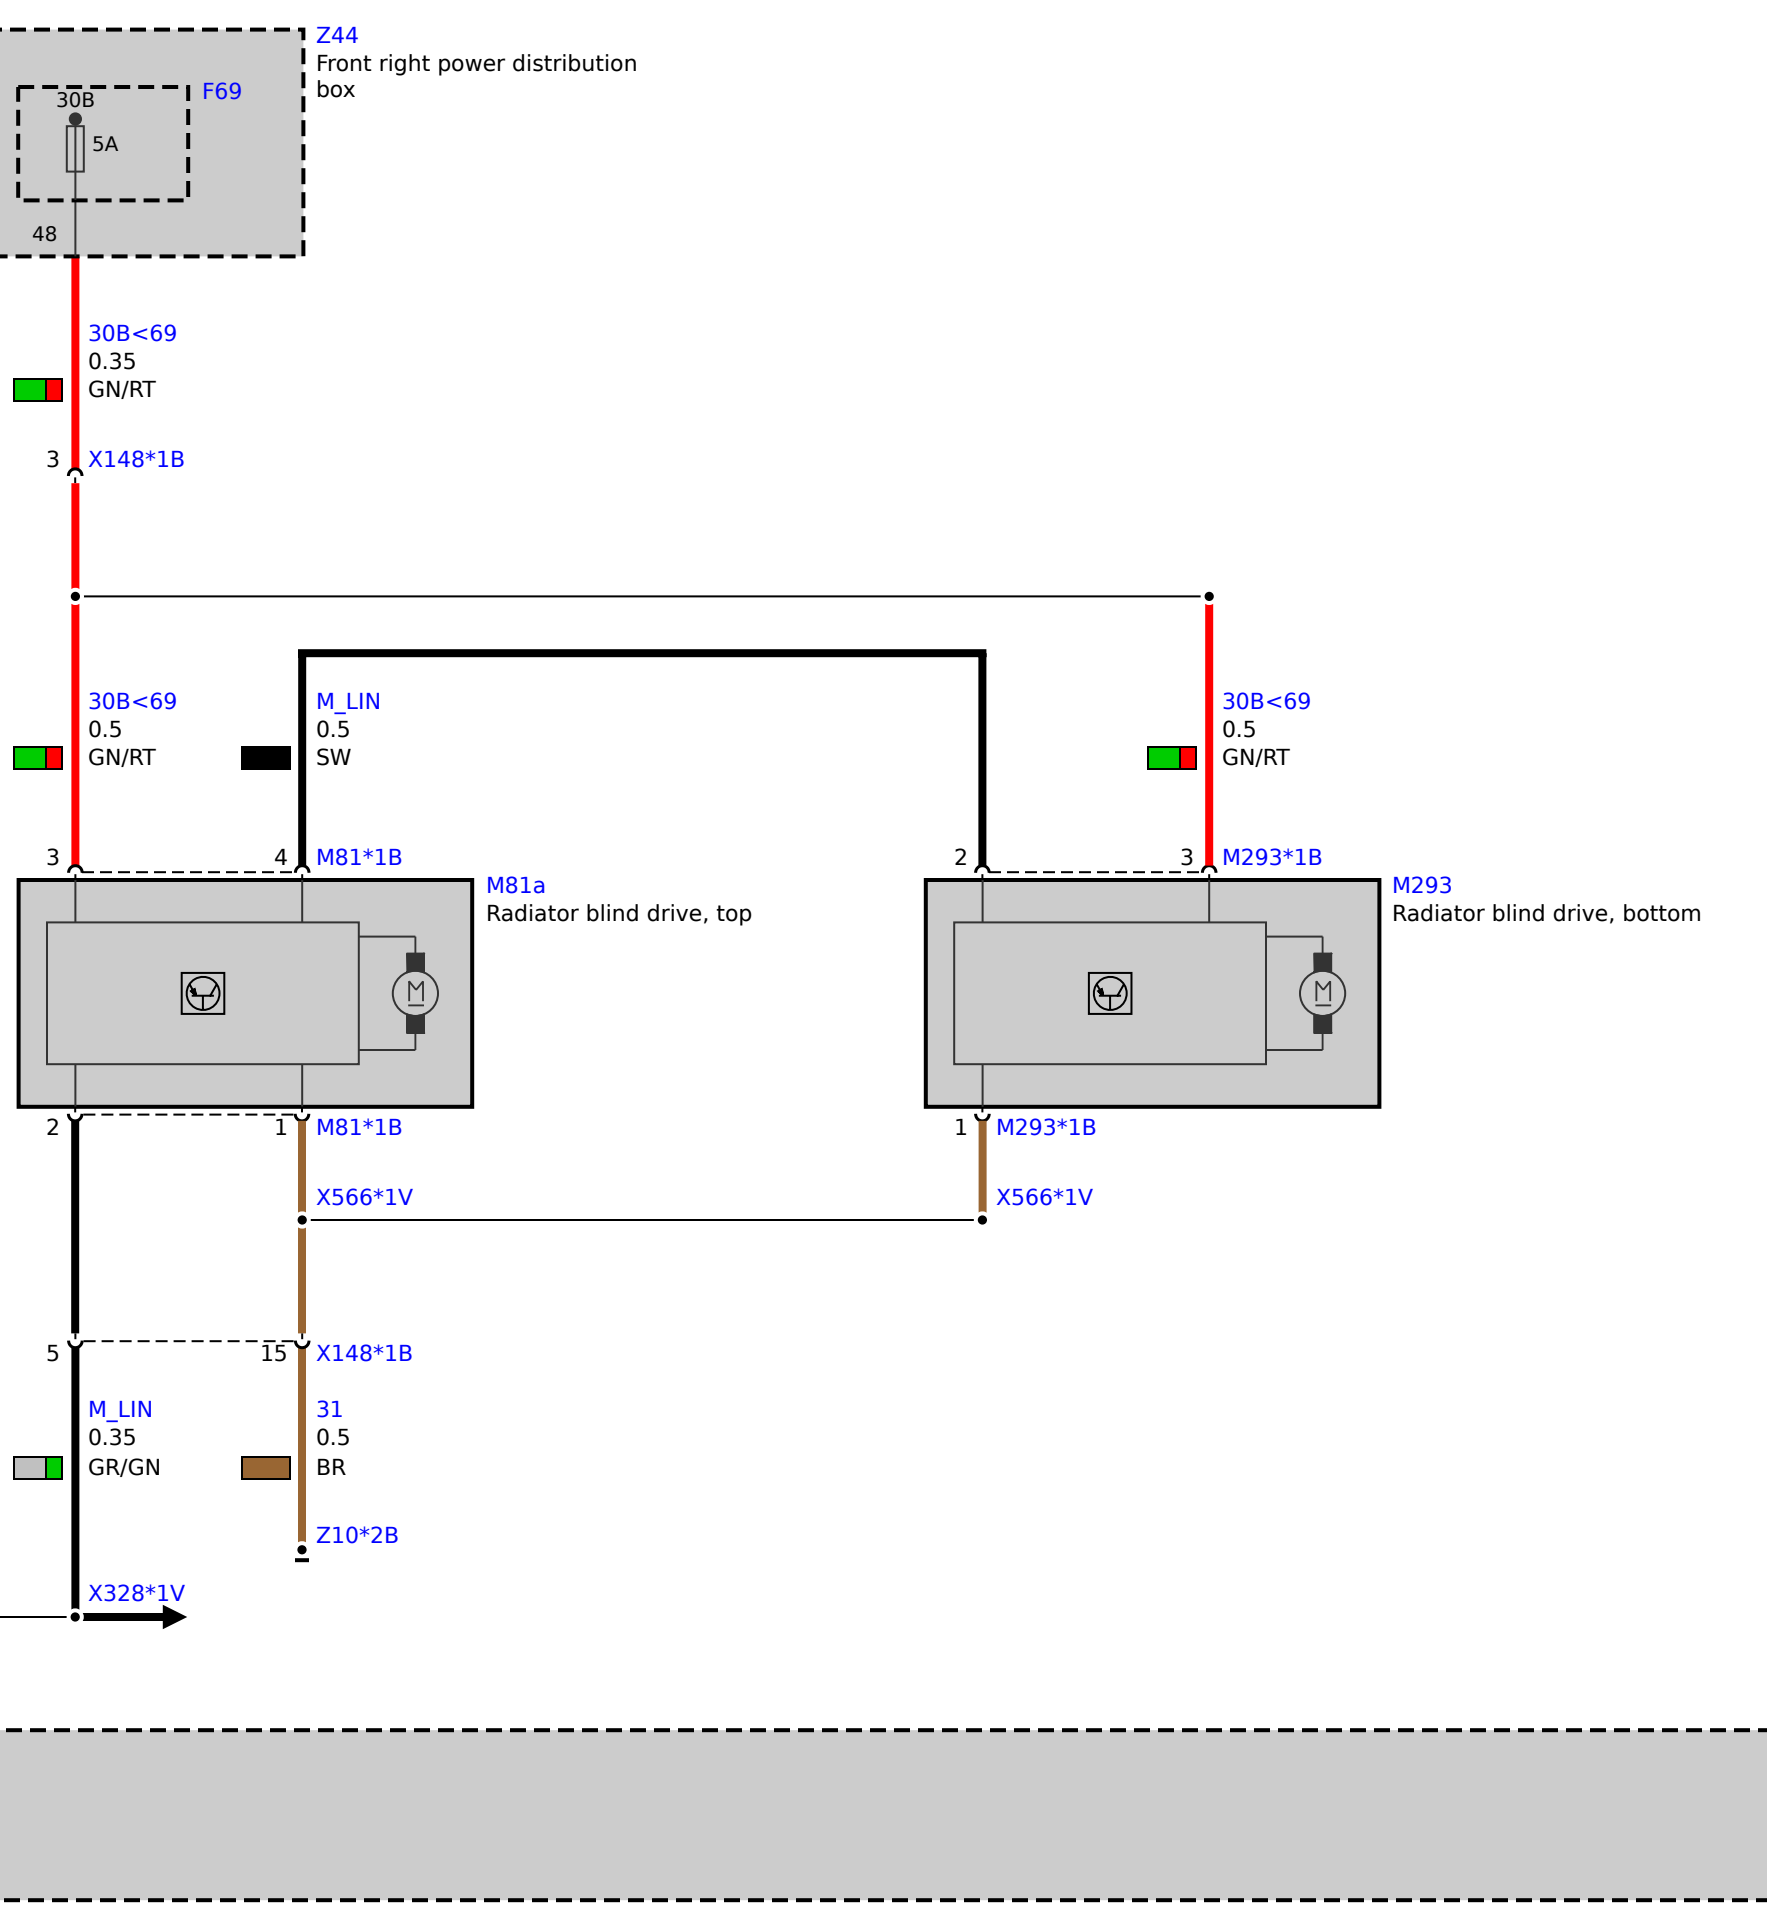 Z44
Front right power distribution
box
F69
30B
5A
48
30B<69
0.35
GN/RT
3 X148*1B
30B<69
0.5
GN/RT
M_LIN
0.5
SW
30B<69
0.5
GN/RT
3 4 M81*1B
2 3 M293*1B
M81a
Radiator blind drive, top
M293
Radiator blind drive, bottom
M
M
2 1 M81*1B
1 M293*1B
X566*1V
X566*1V
5 15 X148*1B
M_LIN
0.35
GR/GN
31
0.5
BR
Z10*2B
X328*1V